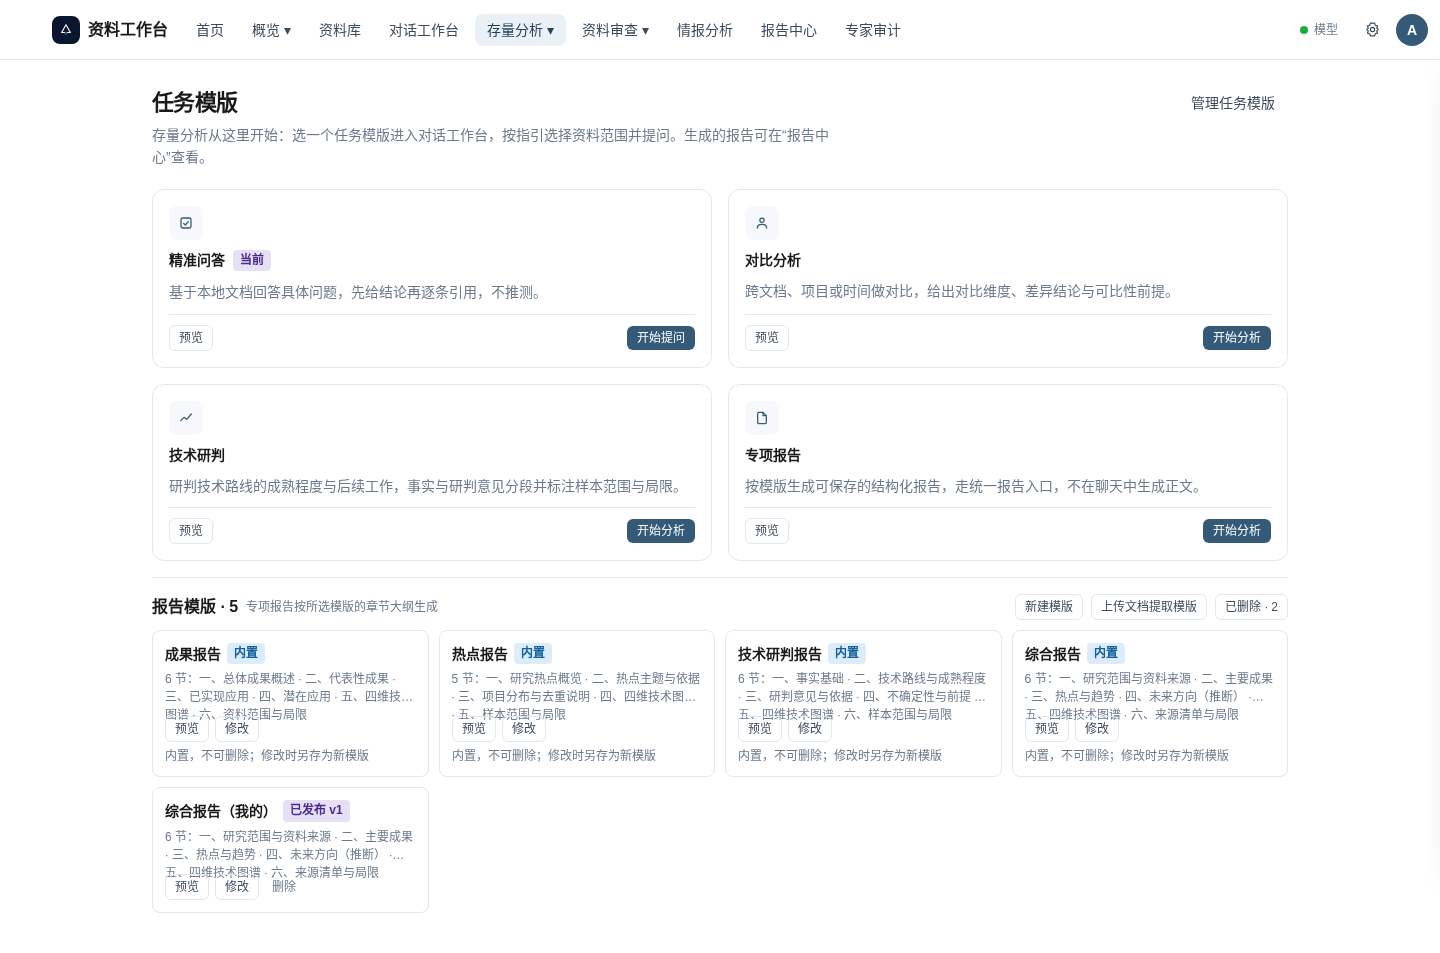 资料工作台 首页 概览 ▾ 资料库 对话工作台 存量分析 ▾ 资料审查 ▾ 情报分析 报告中心 专家审计 模型 A
任务模版 管理任务模版
存量分析从这里开始：选一个任务模版进入对话工作台，按指引选择资料范围并提问。生成的报告可在“报告中
心”查看。
精准问答 当前
基于本地文档回答具体问题，先给结论再逐条引用，不推测。
预览 开始提问
对比分析
跨文档、项目或时间做对比，给出对比维度、差异结论与可比性前提。
预览 开始分析
技术研判
研判技术路线的成熟程度与后续工作，事实与研判意见分段并标注样本范围与局限。
预览 开始分析
专项报告
按模版生成可保存的结构化报告，走统一报告入口，不在聊天中生成正文。
预览 开始分析
报告模版 · 5 专项报告按所选模版的章节大纲生成 新建模版 上传文档提取模版 已删除 · 2
成果报告 内置
6 节：一、总体成果概述 · 二、代表性成果 ·
三、已实现应用 · 四、潜在应用 · 五、四维技…
图谱 · 六、资料范围与局限
预览 修改
内置，不可删除；修改时另存为新模版
热点报告 内置
5 节：一、研究热点概览 · 二、热点主题与依据
· 三、项目分布与去重说明 · 四、四维技术图…
· 五、样本范围与局限
预览 修改
内置，不可删除；修改时另存为新模版
技术研判报告 内置
6 节：一、事实基础 · 二、技术路线与成熟程度
· 三、研判意见与依据 · 四、不确定性与前提 …
五、四维技术图谱 · 六、样本范围与局限
预览 修改
内置，不可删除；修改时另存为新模版
综合报告 内置
6 节：一、研究范围与资料来源 · 二、主要成果
· 三、热点与趋势 · 四、未来方向（推断） ·…
五、四维技术图谱 · 六、来源清单与局限
预览 修改
内置，不可删除；修改时另存为新模版
综合报告（我的） 已发布 v1
6 节：一、研究范围与资料来源 · 二、主要成果
· 三、热点与趋势 · 四、未来方向（推断） ·…
五、四维技术图谱 · 六、来源清单与局限
预览 修改 删除